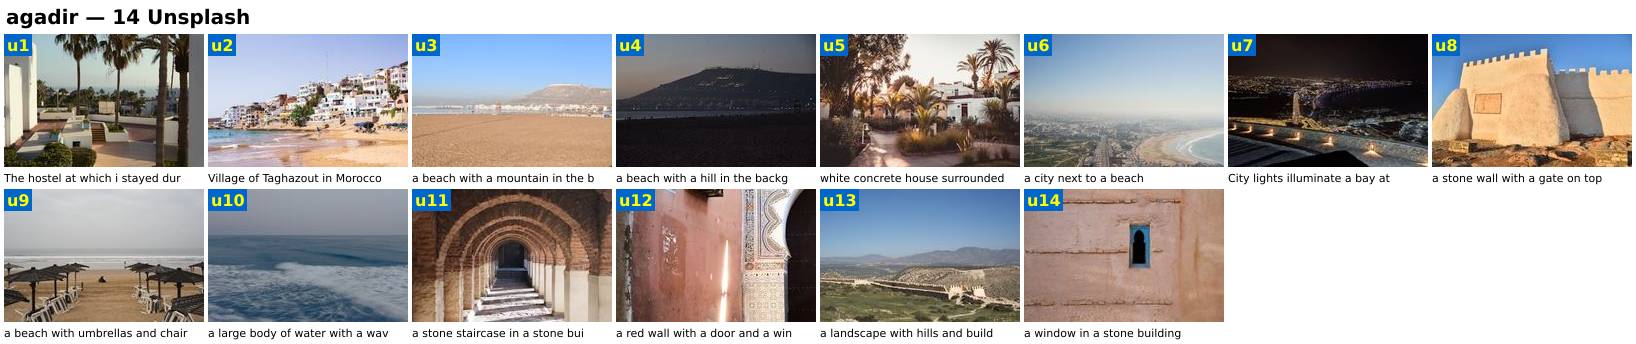 agadir — 14 Unsplash
u1
u2
u3
u4
u5
u6
u7
u8
The hostel at which i stayed dur
Village of Taghazout in Morocco
a beach with a mountain in the b
a beach with a hill in the backg
white concrete house surrounded
a city next to a beach
City lights illuminate a bay at
a stone wall with a gate on top
u9
u10
u11
u12
u13
u14
a beach with umbrellas and chair
a large body of water with a wav
a stone staircase in a stone bui
a red wall with a door and a win
a landscape with hills and build
a window in a stone building